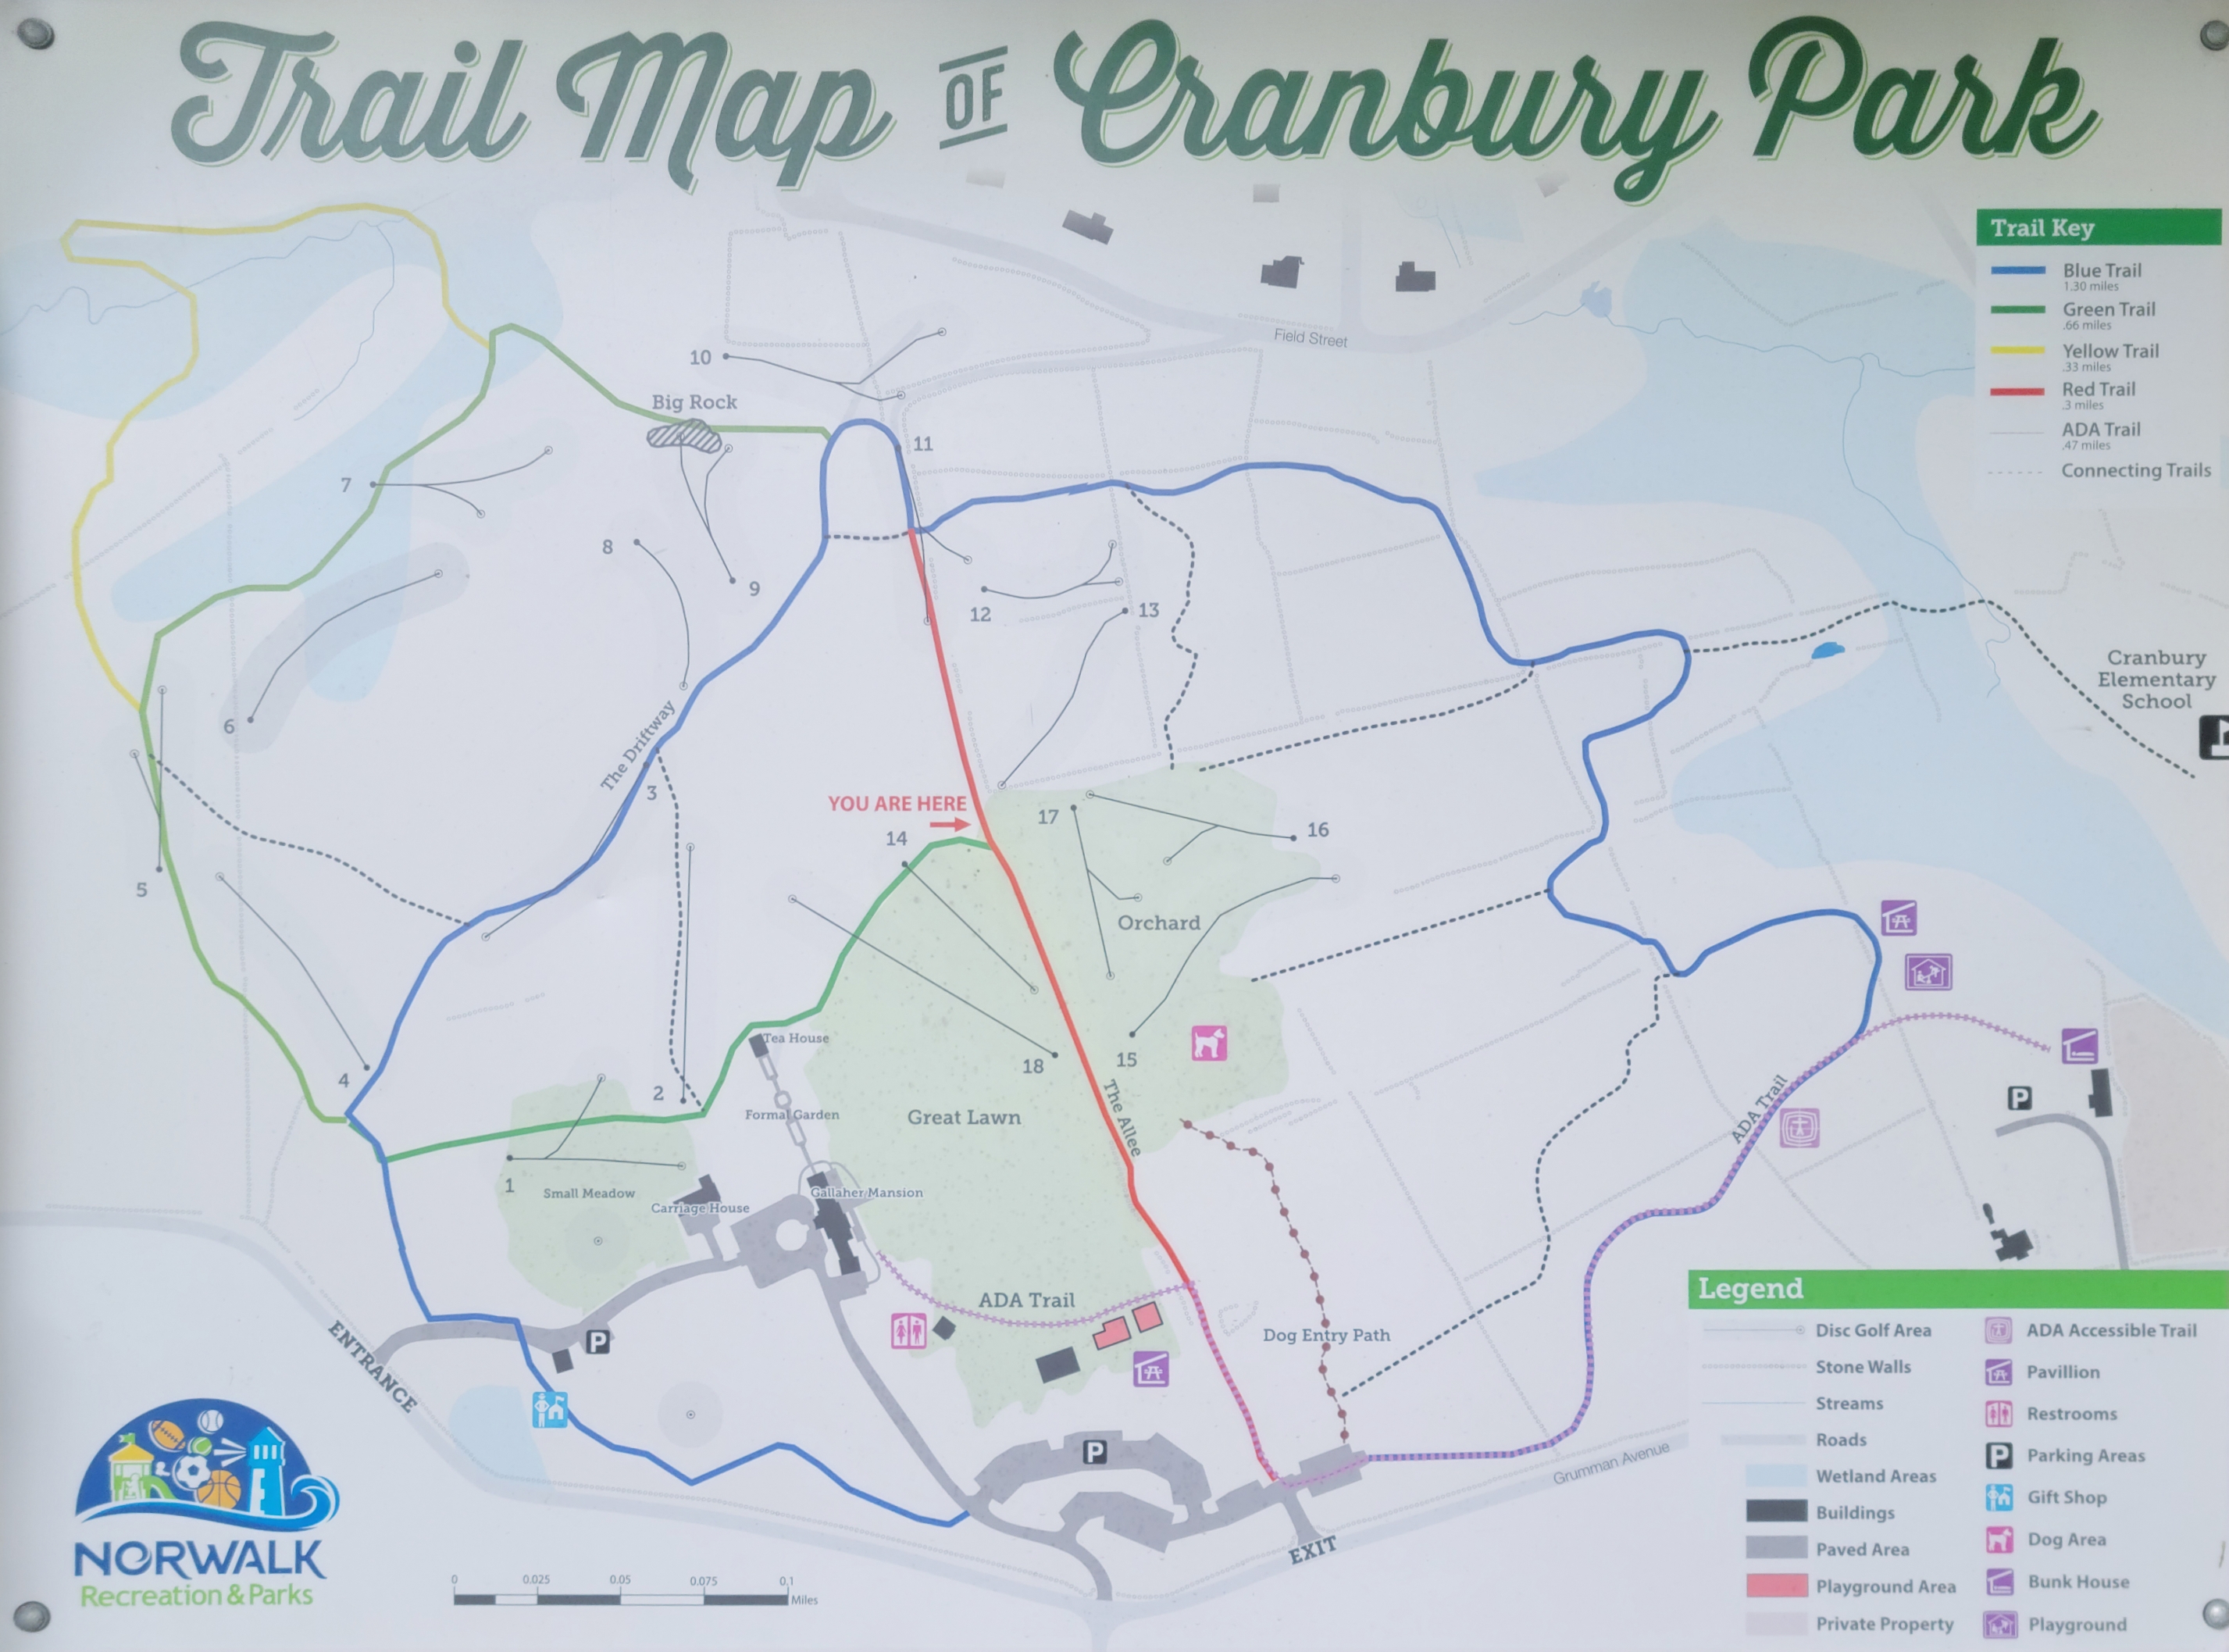 Trail Map OF Cranbury Park
Trail Key
Blue Trail
1.30 miles
Green Trail
.66 miles
Yellow Trail
.33 miles
Red Trail
.3 miles
ADA Trail
.47 miles
Connecting Trails
Field Street
10
Big Rock
11
7
8
9
12
13
Cranbury
Elementary
School
6
The Driftway
3
YOU ARE HERE
14
17
16
5
Orchard
Tea House
18
15
4
2
Formal Garden
Great Lawn
The Allee
ADA Trail
P
1
Small Meadow
Carriage House
Gallaher Mansion
ADA Trail
Dog Entry Path
P
ENTRANCE
P
EXIT
Grumman Avenue
Legend
Disc Golf Area
Stone Walls
Streams
Roads
Wetland Areas
Buildings
Paved Area
Playground Area
Private Property
ADA Accessible Trail
Pavillion
Restrooms
P
Parking Areas
Gift Shop
Dog Area
Bunk House
Playground
NORWALK
Recreation & Parks
0 0.025 0.05 0.075 0.1
Miles